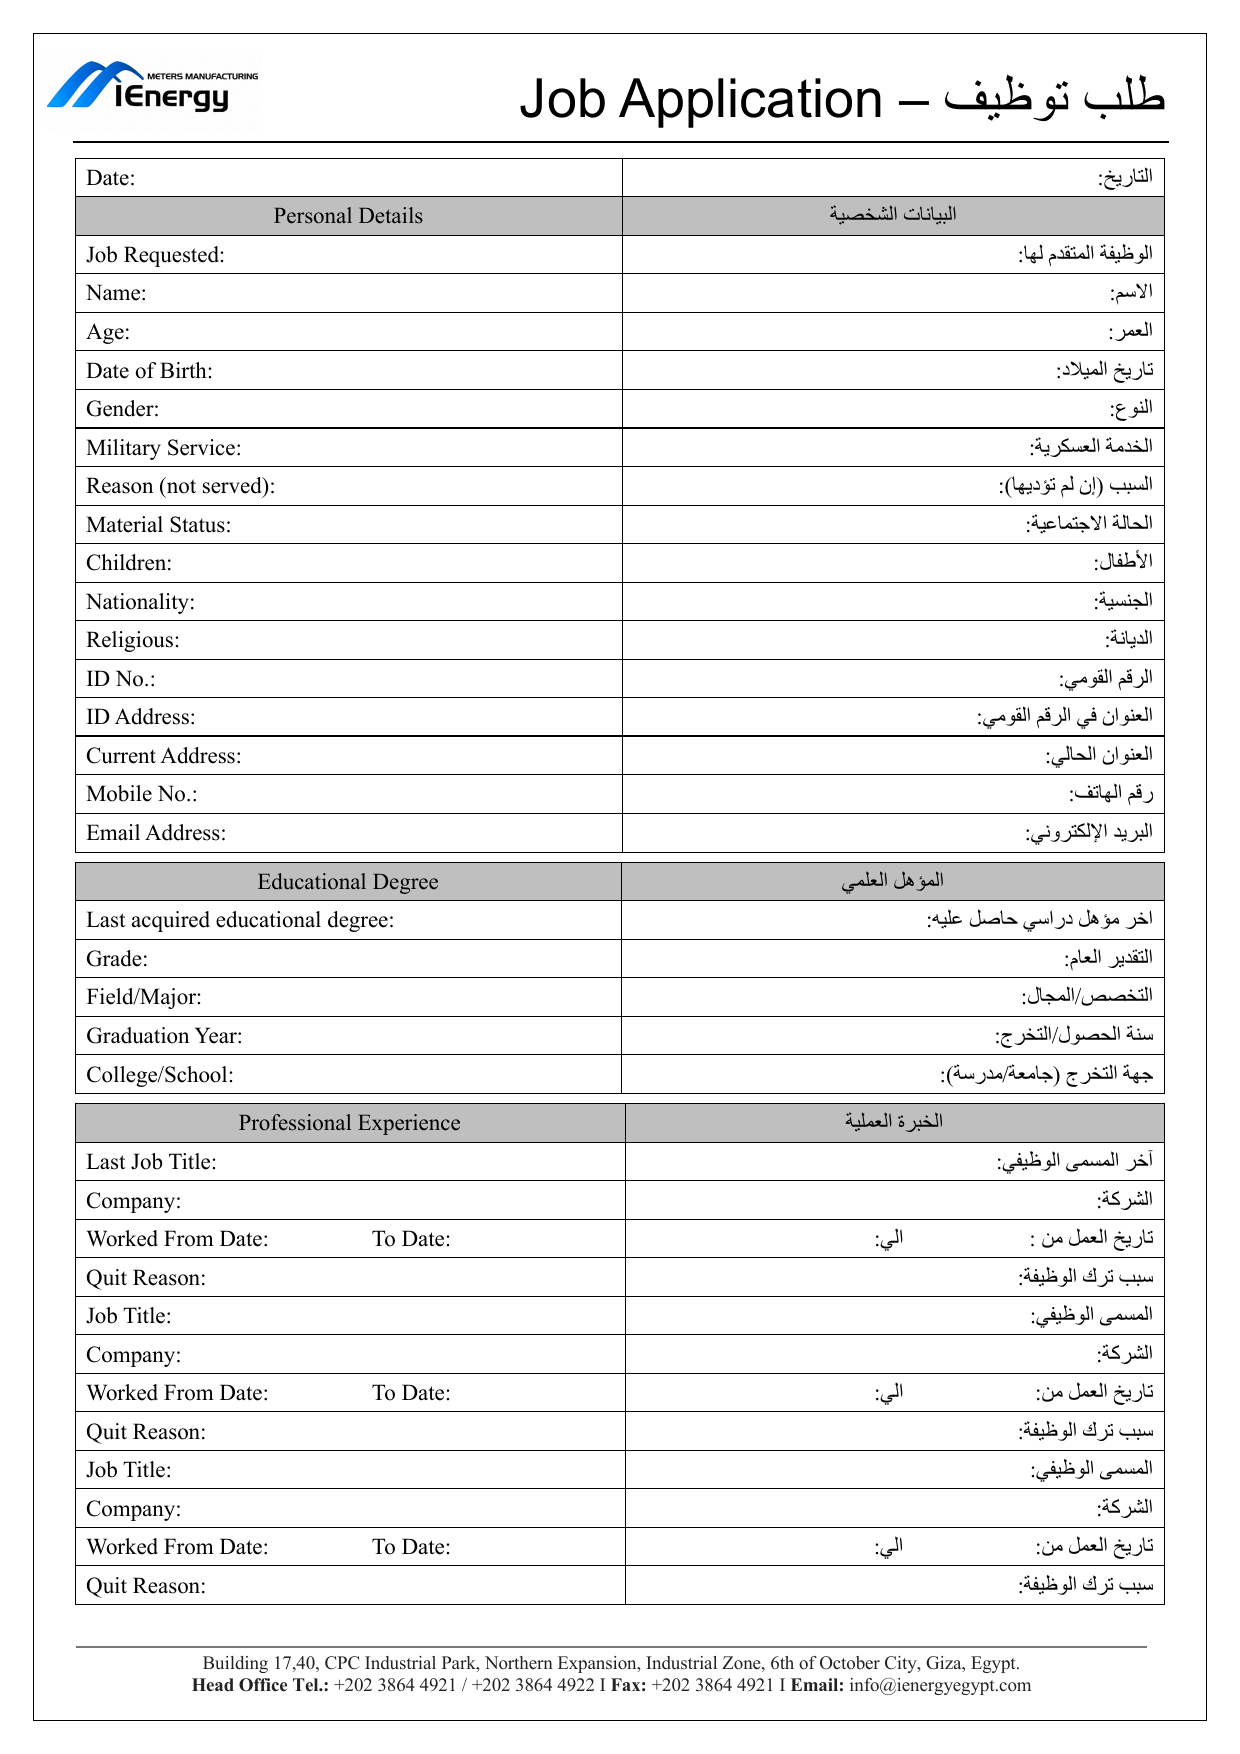 METERS MANUFACTURING
iEnergy
Job Application – طلب توظيف
Date: التاريخ:
Personal Details البيانات الشخصية
Job Requested: الوظيفة المتقدم لها:
Name: الاسم:
Age: العمر:
Date of Birth: تاريخ الميلاد:
Gender: النوع:
Military Service: الخدمة العسكرية:
Reason (not served): السبب (إن لم تؤديها):
Material Status: الحالة الاجتماعية:
Children: الأطفال:
Nationality: الجنسية:
Religious: الديانة:
ID No.: الرقم القومي:
ID Address: العنوان في الرقم القومي:
Current Address: العنوان الحالي:
Mobile No.: رقم الهاتف:
Email Address: البريد الإلكتروني:
Educational Degree المؤهل العلمي
Last acquired educational degree: اخر مؤهل دراسي حاصل عليه:
Grade: التقدير العام:
Field/Major: التخصص/المجال:
Graduation Year: سنة الحصول/التخرج:
College/School: جهة التخرج (جامعة/مدرسة):
Professional Experience الخبرة العملية
Last Job Title: آخر المسمى الوظيفي:
Company: الشركة:
Worked From Date: To Date: تاريخ العمل من : الي:
Quit Reason: سبب ترك الوظيفة:
Job Title: المسمى الوظيفي:
Company: الشركة:
Worked From Date: To Date: تاريخ العمل من: الي:
Quit Reason: سبب ترك الوظيفة:
Job Title: المسمى الوظيفي:
Company: الشركة:
Worked From Date: To Date: تاريخ العمل من: الي:
Quit Reason: سبب ترك الوظيفة:
Building 17,40, CPC Industrial Park, Northern Expansion, Industrial Zone, 6th of October City, Giza, Egypt.
Head Office Tel.: +202 3864 4921 / +202 3864 4922 I Fax: +202 3864 4921 I Email: info@ienergyegypt.com